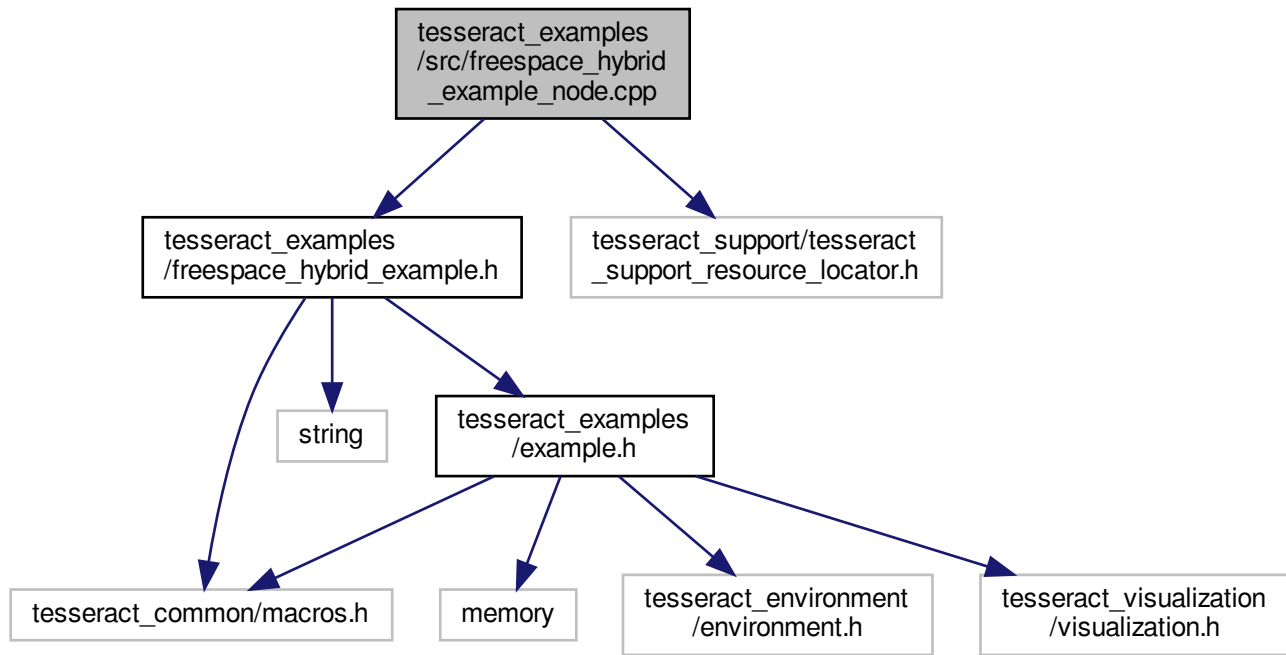 tesseract_examples
/src/freespace_hybrid
_example_node.cpp
tesseract_examples
/freespace_hybrid_example.h
tesseract_support/tesseract
_support_resource_locator.h
string
tesseract_examples
/example.h
tesseract_common/macros.h
memory
tesseract_environment
/environment.h
tesseract_visualization
/visualization.h